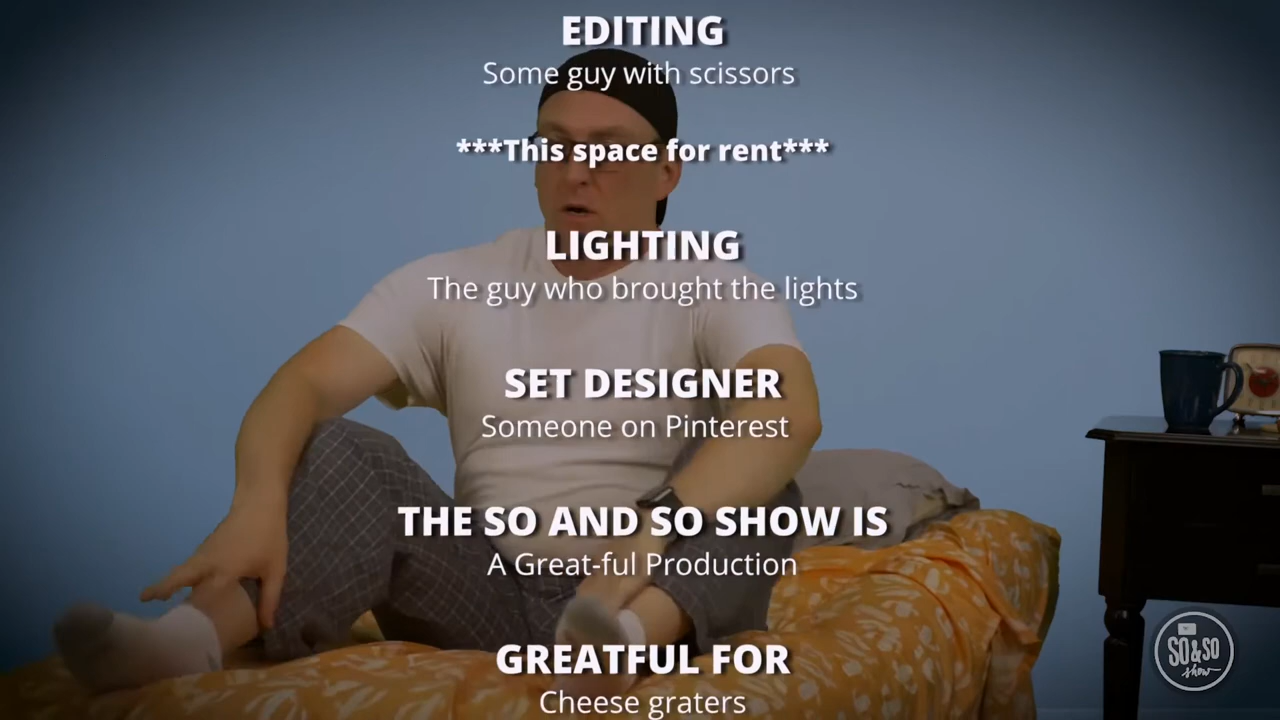 EDITING
Some guy with scissors
***This space for rent***
LIGHTING
The guy who brought the lights
SET DESIGNER
Someone on Pinterest
THE SO AND SO SHOW IS
A Great-ful Production
GREATFUL FOR
Cheese graters
SO&SO
show